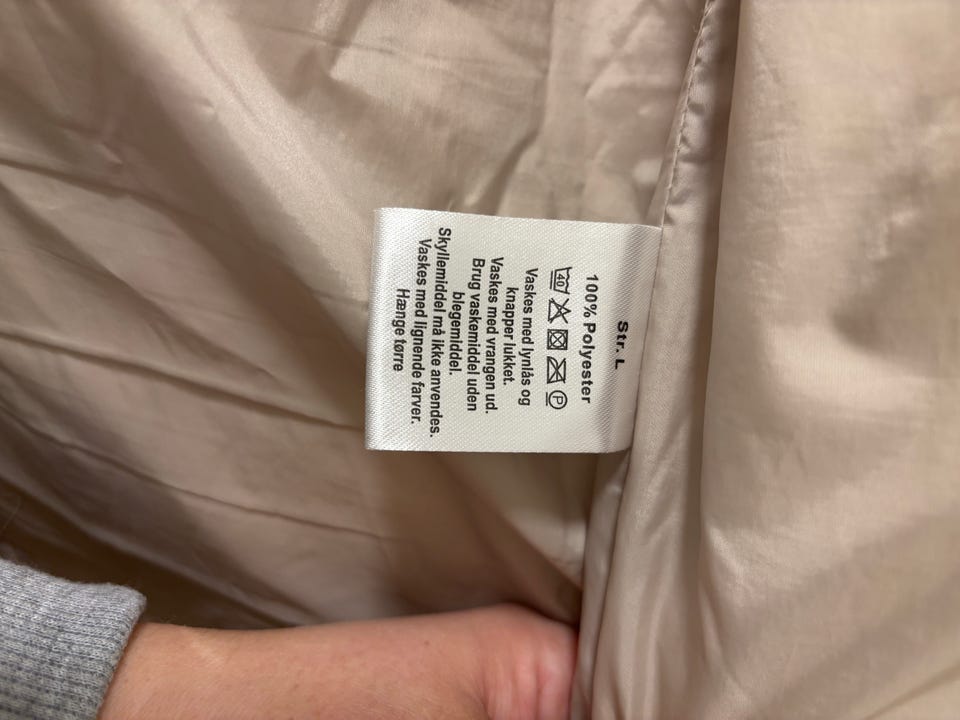 Str. L
100% Polyester
40 P
Vaskes med lynlås og
knapper lukket.
Vaskes med vrangen ud.
Brug vaskemiddel uden
blegemiddel.
Skyllemiddel må ikke anvendes.
Vaskes med lignende farver.
Hænge tørre